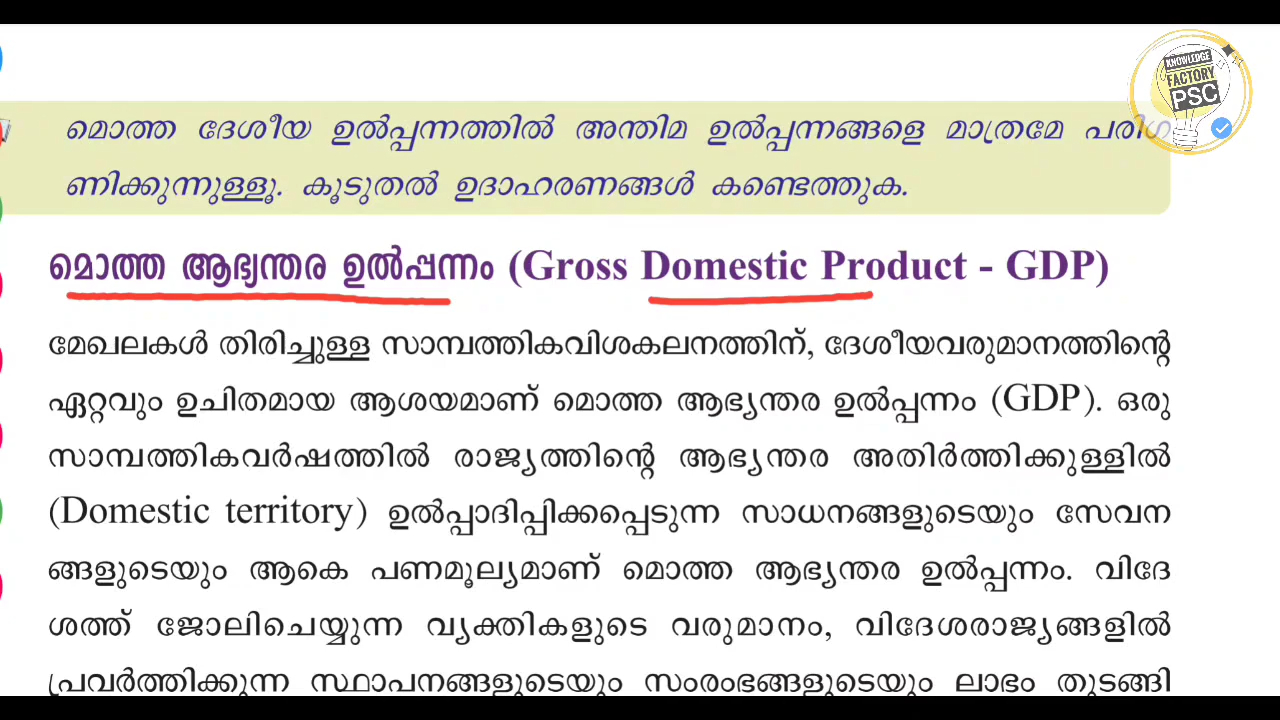 KNOWLEDGE
FACTORY
PSC
മൊത്ത ദേശീയ ഉൽപ്പന്നത്തിൽ അന്തിമ ഉൽപ്പന്നങ്ങളെ മാത്രമേ പരിഗ
ണിക്കുന്നുള്ളൂ. കൂടുതൽ ഉദാഹരണങ്ങൾ കണ്ടെത്തുക.
മൊത്ത ആഭ്യന്തര ഉൽപ്പന്നം (Gross Domestic Product - GDP)
മേഖലകൾ തിരിച്ചുള്ള സാമ്പത്തികവിശകലനത്തിന്, ദേശീയവരുമാനത്തിന്റെ
ഏറ്റവും ഉചിതമായ ആശയമാണ് മൊത്ത ആഭ്യന്തര ഉൽപ്പന്നം (GDP). ഒരു
സാമ്പത്തികവർഷത്തിൽ രാജ്യത്തിന്റെ ആഭ്യന്തര അതിർത്തിക്കുള്ളിൽ
(Domestic territory) ഉൽപ്പാദിപ്പിക്കപ്പെടുന്ന സാധനങ്ങളുടെയും സേവന
ങ്ങളുടെയും ആകെ പണമൂല്യമാണ് മൊത്ത ആഭ്യന്തര ഉൽപ്പന്നം. വിദേ
ശത്ത് ജോലിചെയ്യുന്ന വ്യക്തികളുടെ വരുമാനം, വിദേശരാജ്യങ്ങളിൽ
പ്രവർത്തിക്കുന്ന സ്ഥാപനങ്ങളുടെയും സംരംഭങ്ങളുടെയും ലാഭം തുടങ്ങി